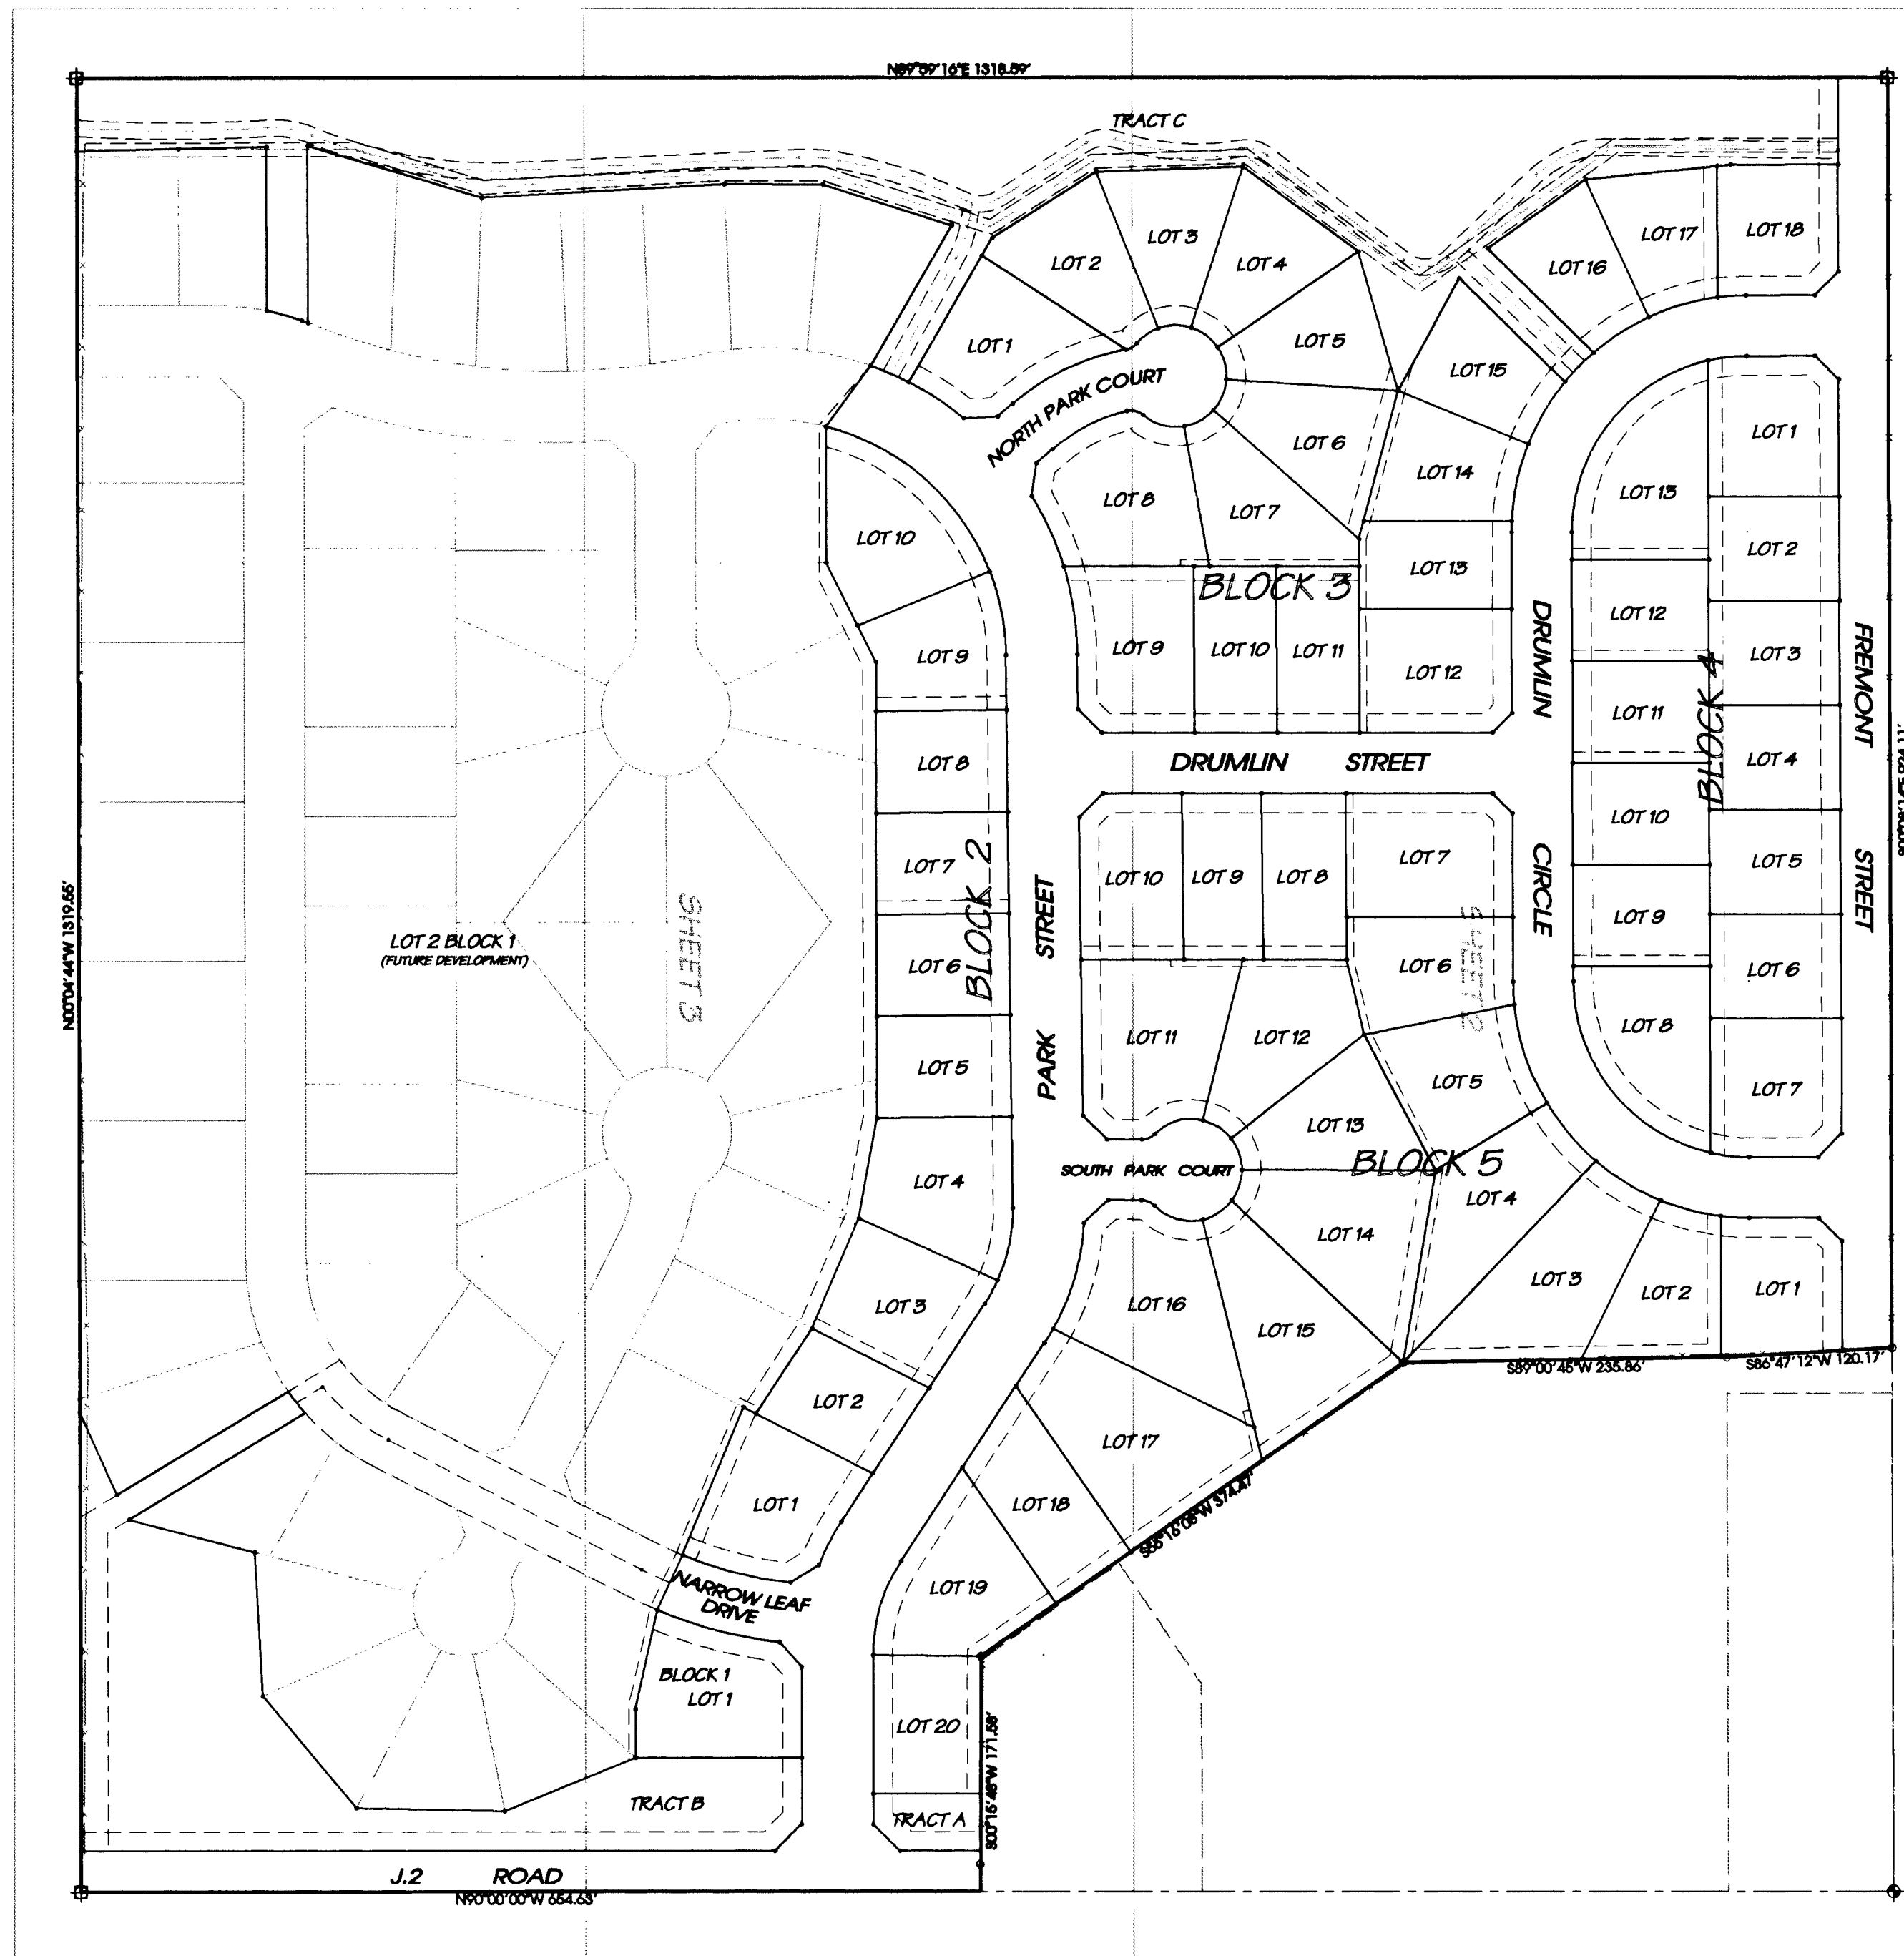 N89°59'16"E 1318.59'
TRACT C
LOT 3
LOT 2
LOT 4
LOT 1
LOT 5
NORTH PARK COURT
LOT 6
LOT 8
LOT 7
LOT 17
LOT 18
LOT 16
LOT 15
LOT 14
LOT 13
LOT 12
BLOCK 3
LOT 9
LOT 10
LOT 11
LOT 10
LOT 9
LOT 8
LOT 7
LOT 6
LOT 5
LOT 4
LOT 3
LOT 2
LOT 1
BLOCK 2
DRUMLIN STREET
DRUMLIN CIRCLE
LOT 13
LOT 12
LOT 11
LOT 10
LOT 9
LOT 8
BLOCK 4
LOT 1
LOT 2
LOT 3
LOT 4
LOT 5
LOT 6
LOT 7
FREMONT STREET
PARK STREET
LOT 10
LOT 9
LOT 8
LOT 7
LOT 6
SHEET 2
LOT 11
LOT 12
LOT 5
LOT 13
BLOCK 5
SOUTH PARK COURT
LOT 4
LOT 14
LOT 3
LOT 2
LOT 1
LOT 16
LOT 15
LOT 17
LOT 18
LOT 19
LOT 20
TRACT A
S89°00'45"W 235.86'
S86°47'12"W 120.17'
N00°04'44"W 1319.55'
LOT 2 BLOCK 1
(FUTURE DEVELOPMENT)
SHEET 3
NARROW LEAF
DRIVE
BLOCK 1
LOT 1
TRACT B
J.2 ROAD
N90°00'00"W 654.63'